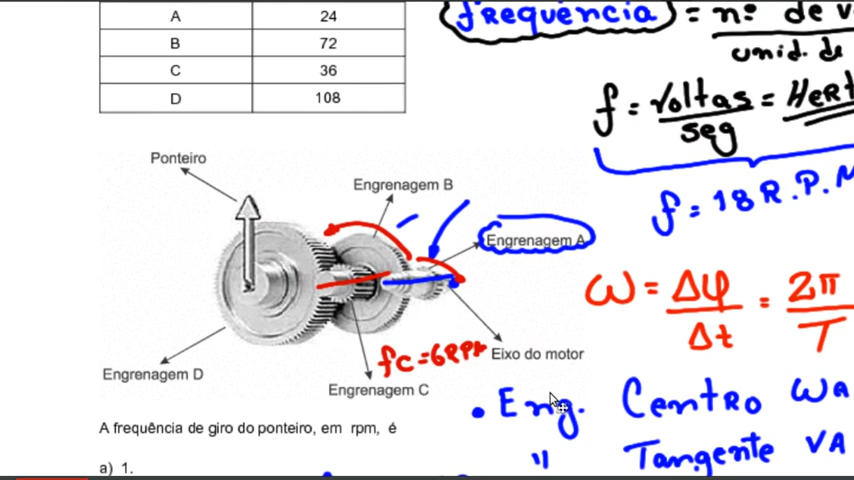 A 24
B 72
C 36
D 108
frequência = nº de
unid. de
f = voltas = HERT
seg
f = 18 R.P.M
Ponteiro
Engrenagem B
Engrenagem A
ω = Δφ = 2π
Δt T
Eixo do motor
fc = 6RPM
Engrenagem D
Engrenagem C
• Eng. CentRO ωA
" Tangente VA
A frequência de giro do ponteiro, em rpm, é
a) 1.